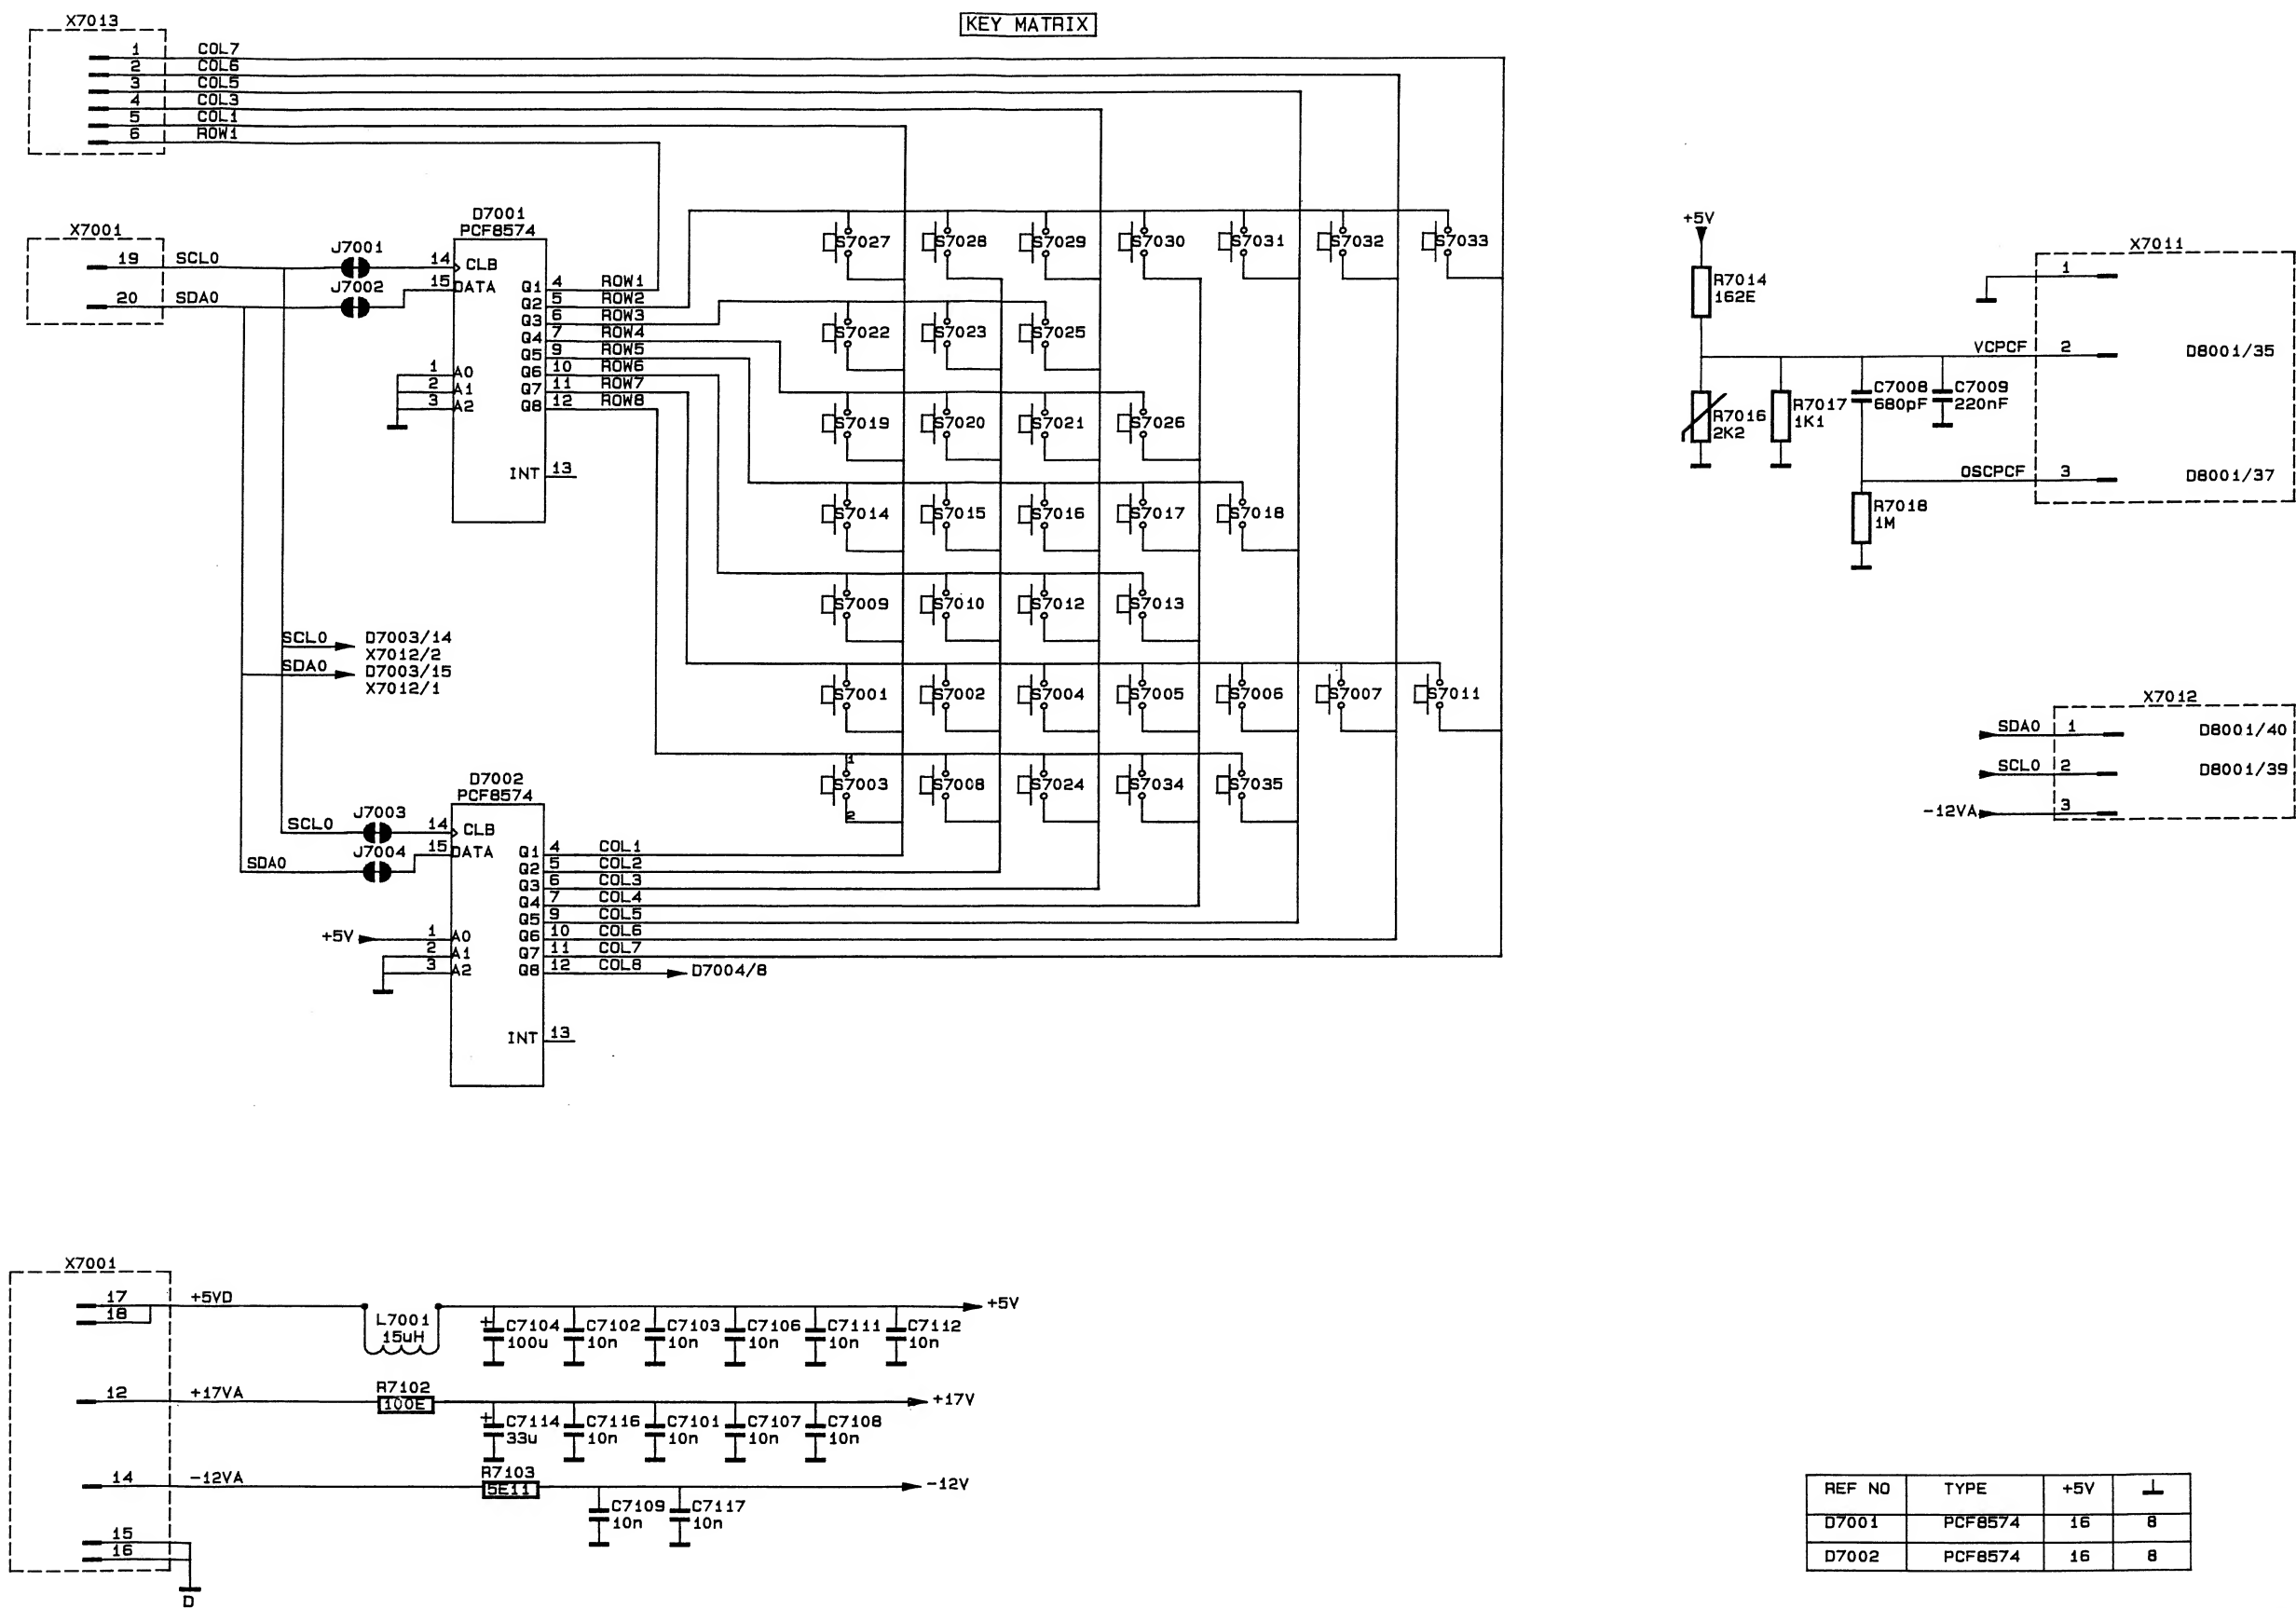 KEY MATRIX
X7013
1 COL7
2 COL6
3 COL5
4 COL3
5 COL1
6 ROW1
X7001
19 SCL0
20 SDA0
J7001
J7002
D7001
PCF8574
14 CLB
15 DATA
1 A0
2 A1
3 A2
Q1 4 ROW1
Q2 5 ROW2
Q3 6 ROW3
Q4 7 ROW4
Q5 9 ROW5
Q6 10 ROW6
Q7 11 ROW7
Q8 12 ROW8
INT 13
S7027 S7028 S7029 S7030 S7031 S7032 S7033
S7022 S7023 S7025
S7019 S7020 S7021 S7026
S7014 S7015 S7016 S7017 S7018
S7009 S7010 S7012 S7013
S7001 S7002 S7004 S7005 S7006 S7007 S7011
1
S7003 S7008 S7024 S7034 S7035
2
SCL0 D7003/14
X7012/2
SDA0 D7003/15
X7012/1
D7002
PCF8574
J7003
SCL0 14 CLB
J7004
SDA0 15 DATA
+5V 1 A0
2 A1
3 A2
Q1 4 COL1
Q2 5 COL2
Q3 6 COL3
Q4 7 COL4
Q5 9 COL5
Q6 10 COL6
Q7 11 COL7
Q8 12 COL8 D7004/8
INT 13
+5V
R7014
162E
R7016
2K2
R7017
1K1
C7008
680pF
C7009
220nF
R7018
1M
X7011
1
VCPCF 2 D8001/35
OSCPCF 3 D8001/37
X7012
SDA0 1 D8001/40
SCL0 2 D8001/39
-12VA 3
X7001
17 +5VD
18
L7001
15uH
+
C7104
100u
C7102
10n
C7103
10n
C7106
10n
C7111
10n
C7112
10n
+5V
12 +17VA
R7102
100E
+
C7114
33u
C7116
10n
C7101
10n
C7107
10n
C7108
10n
+17V
14 -12VA
R7103
5E11
C7109
10n
C7117
10n
-12V
15
16
D
REF NO TYPE +5V
D7001 PCF8574 16 8
D7002 PCF8574 16 8